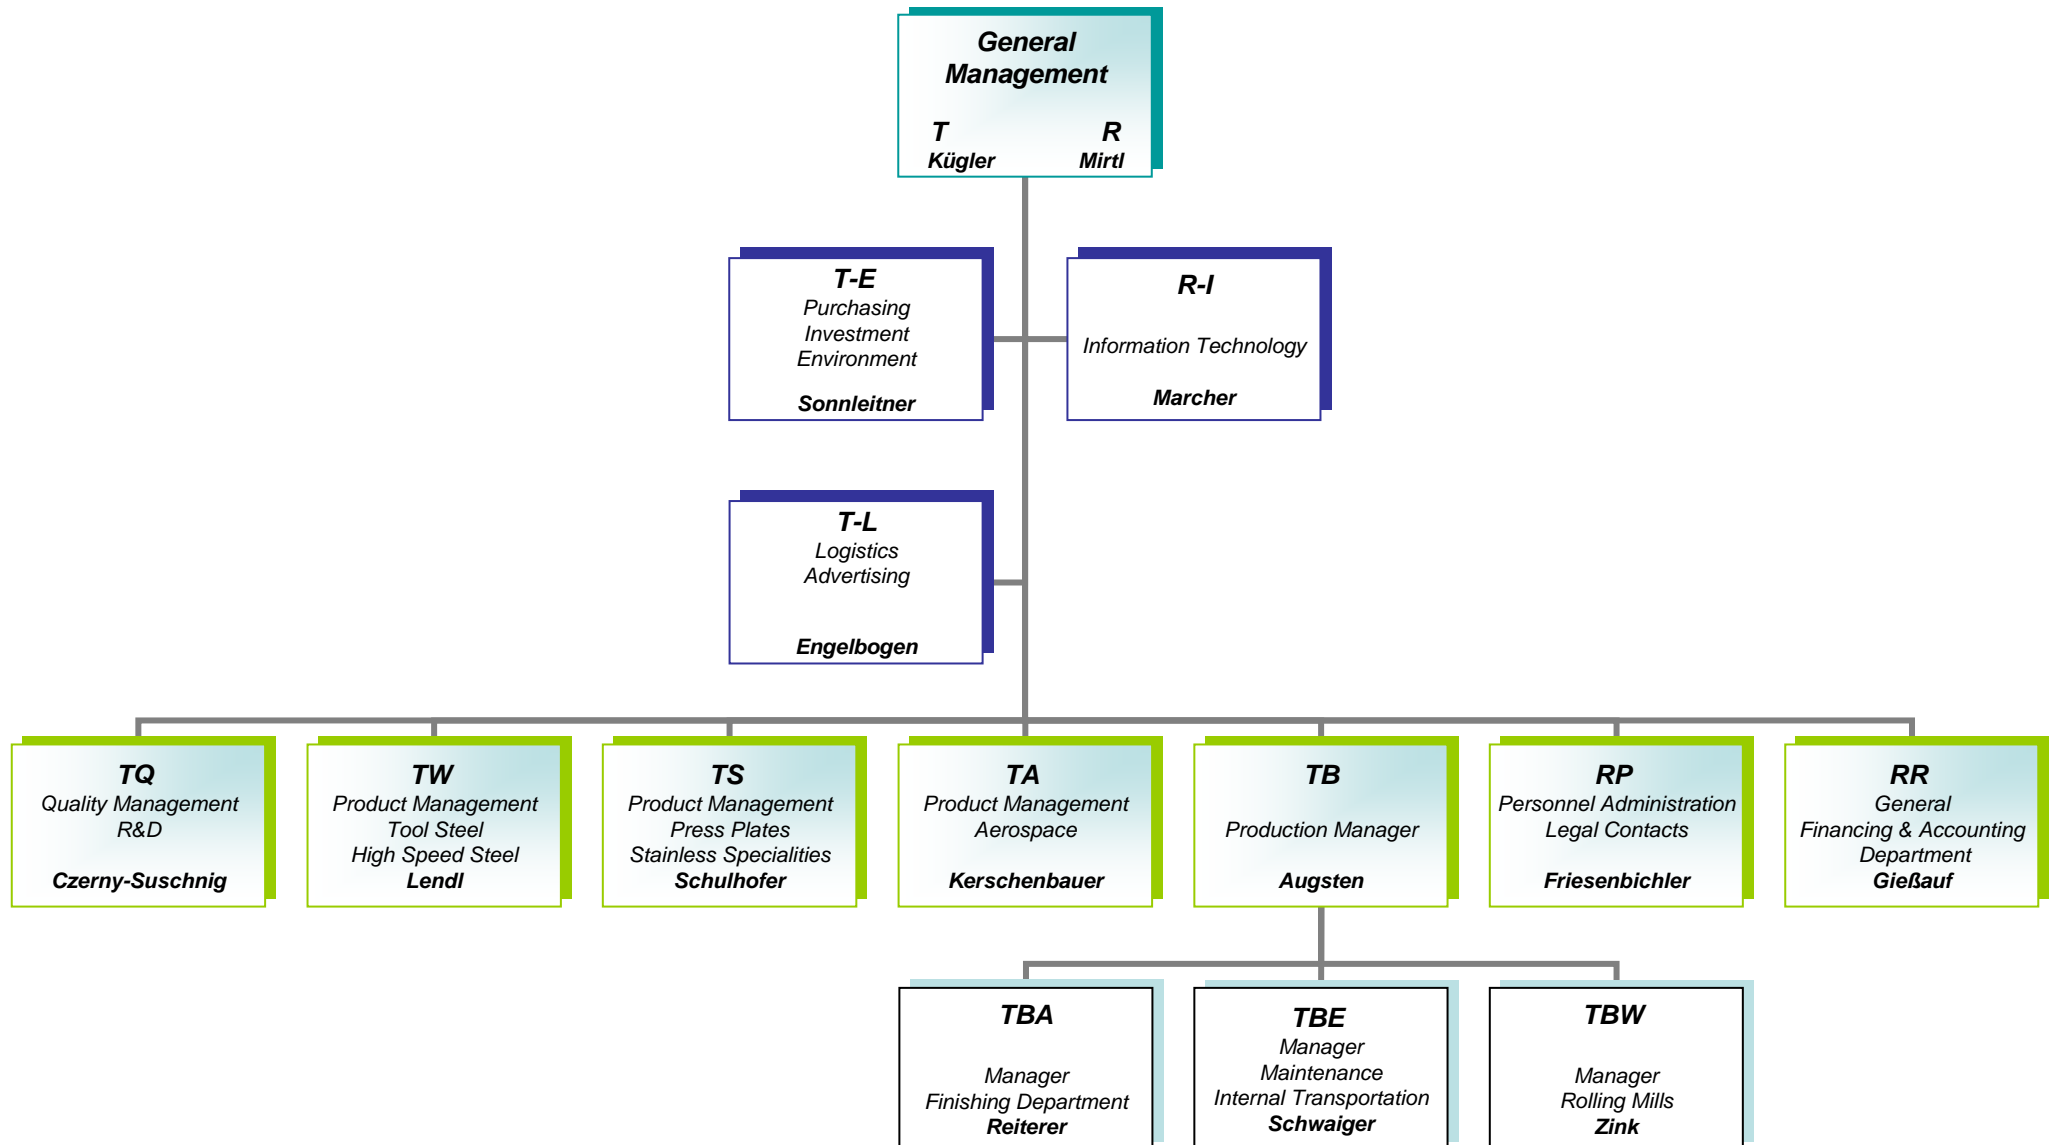 General
Management
T R
Kügler Mirtl
T-E
Purchasing
Investment
Environment
Sonnleitner
R-I
Information Technology
Marcher
T-L
Logistics
Advertising
Engelbogen
TQ
Quality Management
R&D
Czerny-Suschnig
TW
Product Management
Tool Steel
High Speed Steel
Lendl
TS
Product Management
Press Plates
Stainless Specialities
Schulhofer
TA
Product Management
Aerospace
Kerschenbauer
TB
Production Manager
Augsten
RP
Personnel Administration
Legal Contacts
Friesenbichler
RR
General
Financing & Accounting
Department
Gießauf
TBA
Manager
Finishing Department
Reiterer
TBE
Manager
Maintenance
Internal Transportation
Schwaiger
TBW
Manager
Rolling Mills
Zink